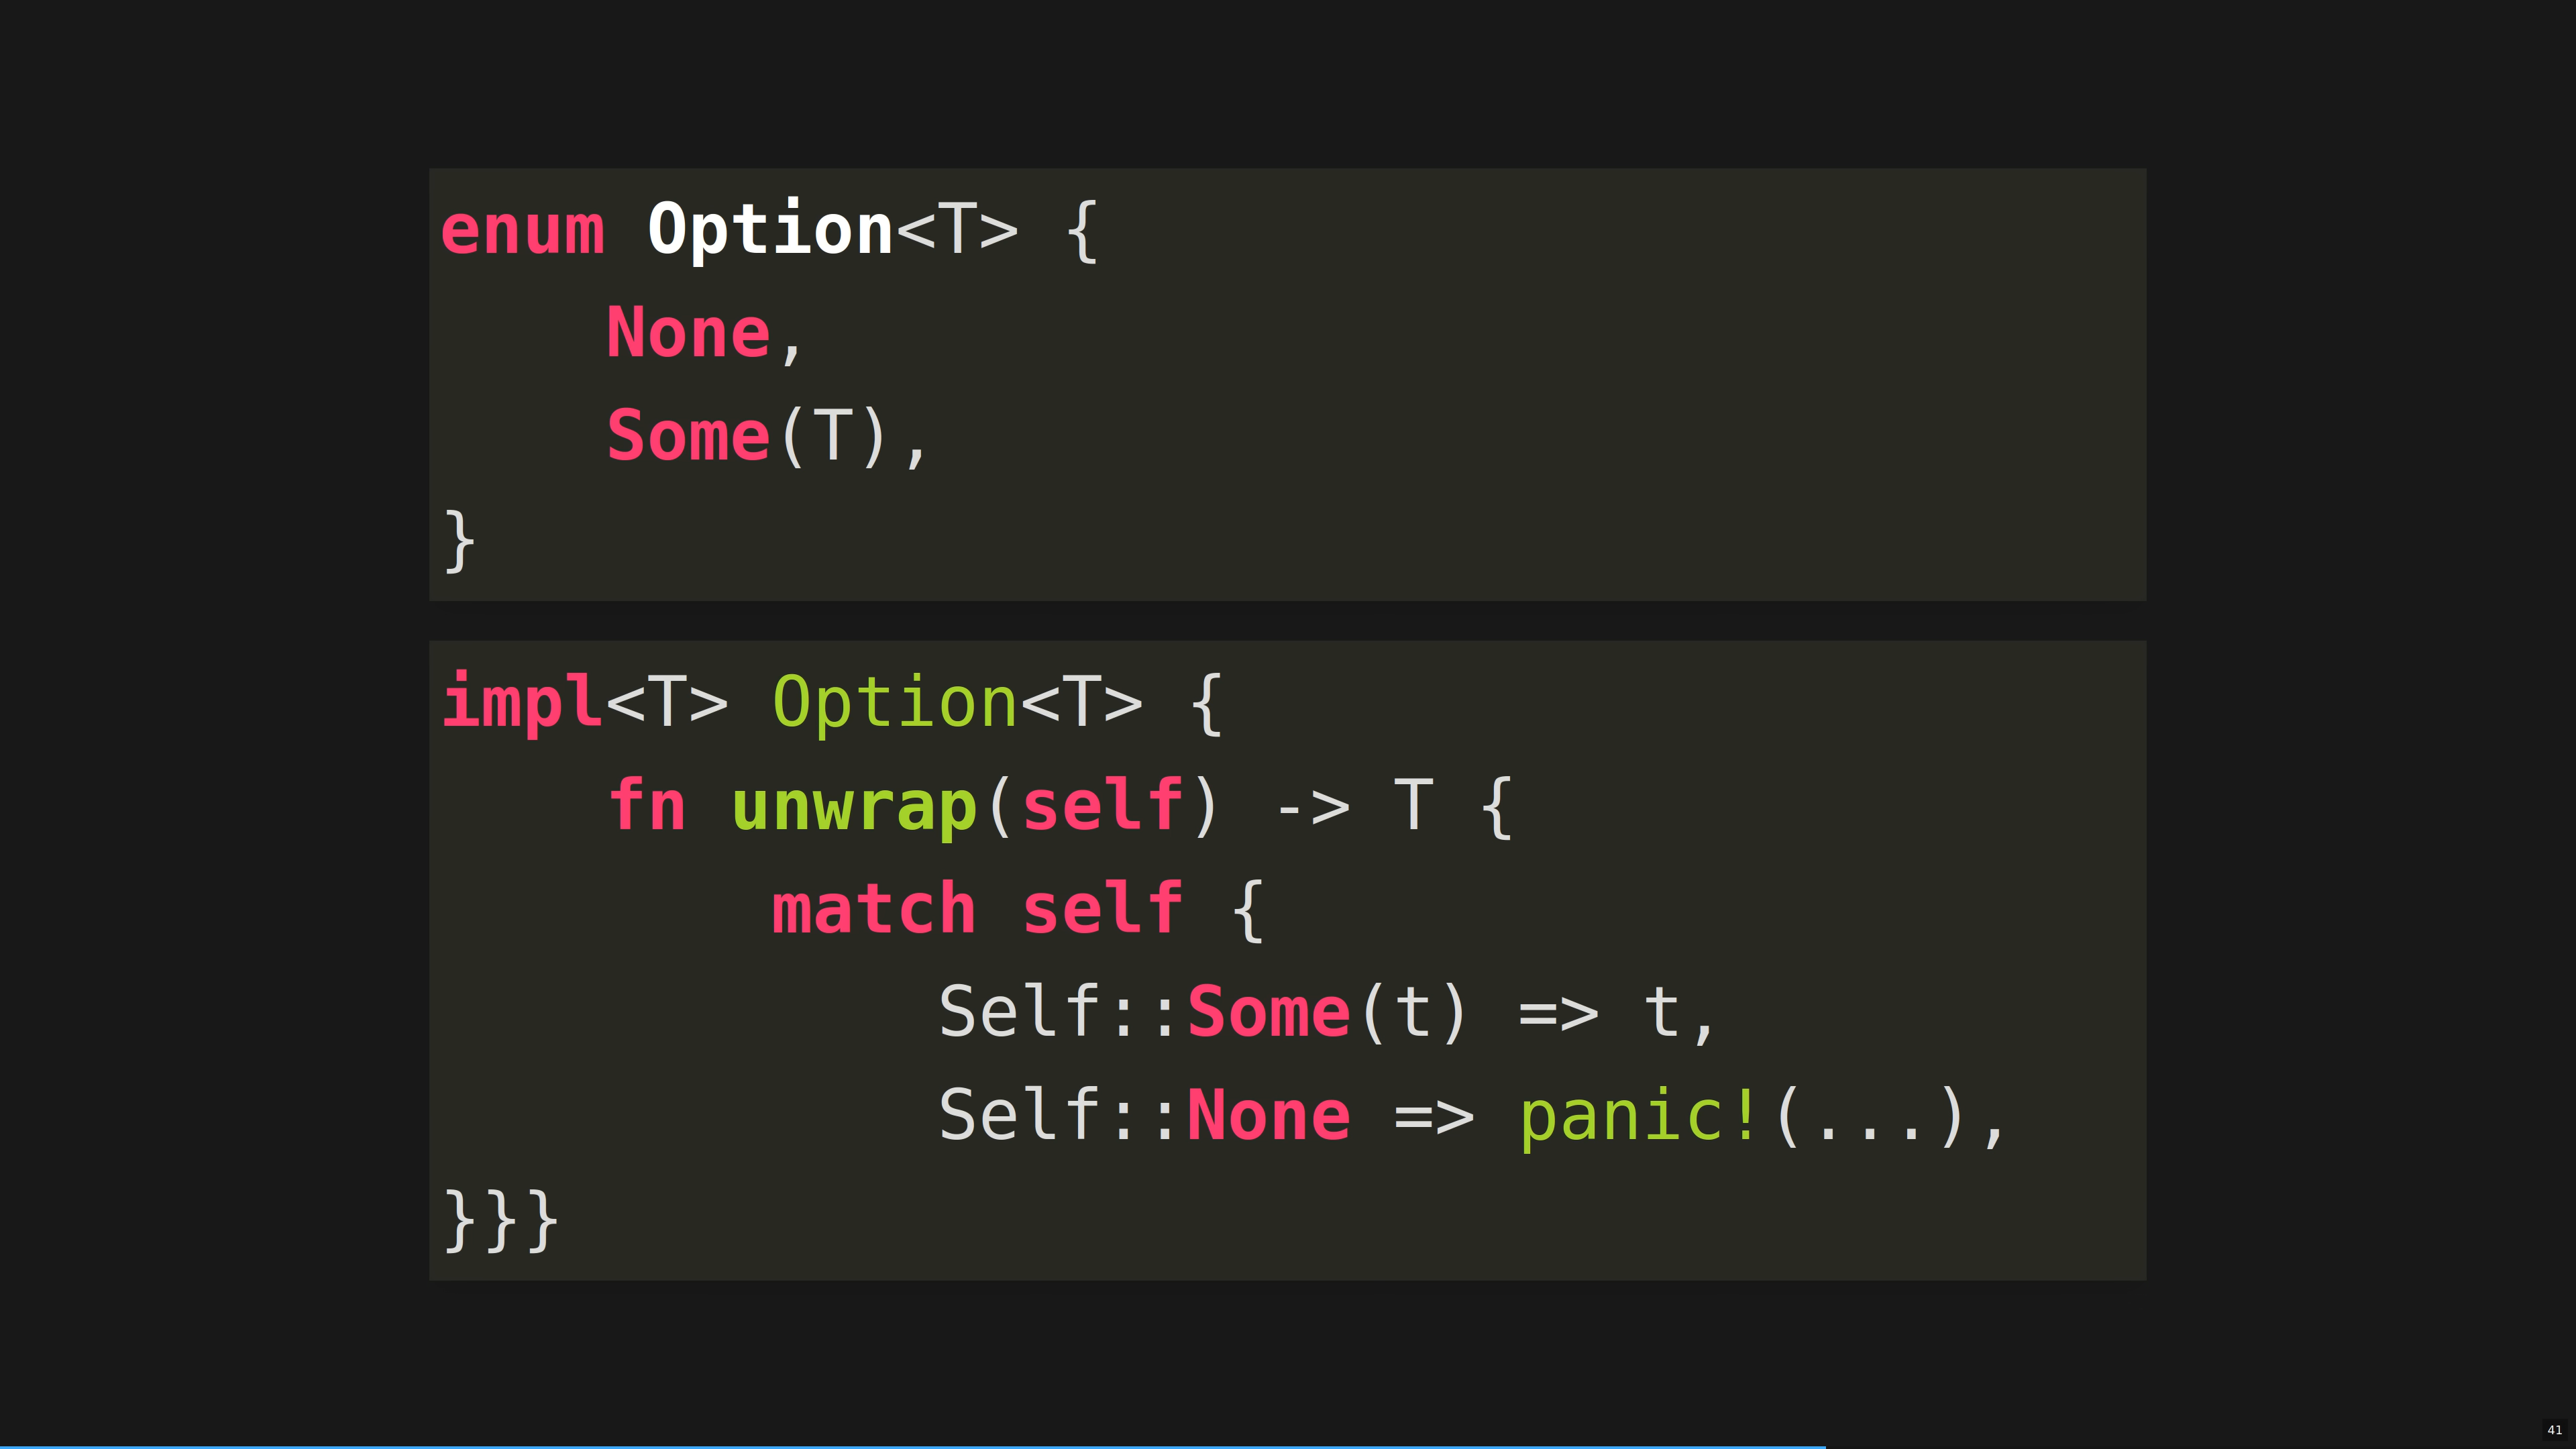 enum Option<T> {
    None,
    Some(T),
}
impl<T> Option<T> {
    fn unwrap(self) -> T {
        match self {
            Self::Some(t) => t,
            Self::None => panic!(...),
}}}
41